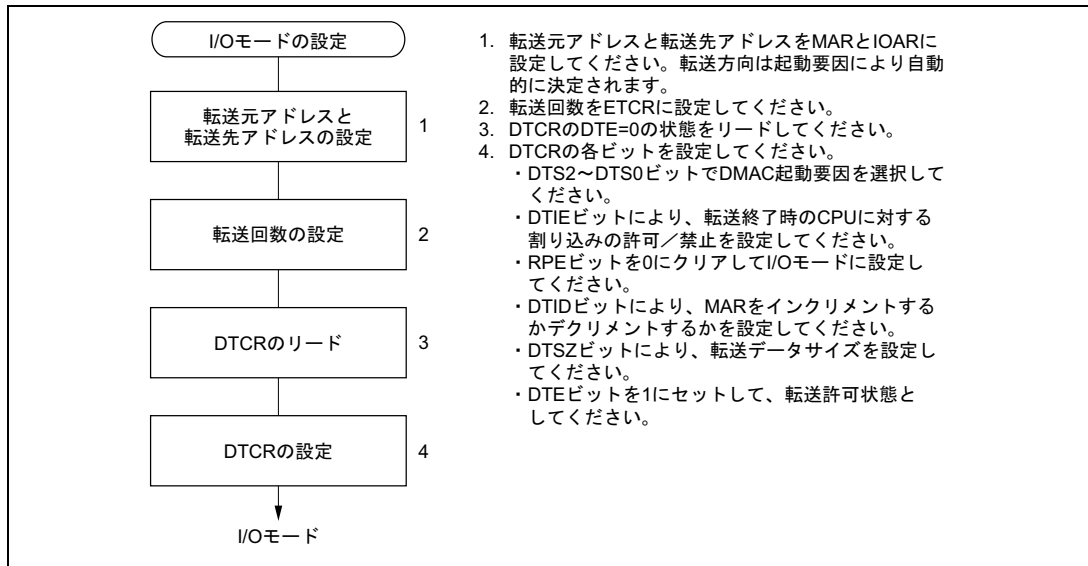 I/Oモードの設定
転送元アドレスと
転送先アドレスの設定
1
転送回数の設定
2
DTCRのリード
3
DTCRの設定
4
I/Oモード
1. 転送元アドレスと転送先アドレスをMARとIOARに
設定してください。転送方向は起動要因により自動
的に決定されます。
2. 転送回数をETCRに設定してください。
3. DTCRのDTE=0の状態をリードしてください。
4. DTCRの各ビットを設定してください。
・DTS2～DTS0ビットでDMAC起動要因を選択して
ください。
・DTIEビットにより、転送終了時のCPUに対する
割り込みの許可／禁止を設定してください。
・RPEビットを0にクリアしてI/Oモードに設定し
てください。
・DTIDビットにより、MARをインクリメントする
かデクリメントするかを設定してください。
・DTSZビットにより、転送データサイズを設定し
てください。
・DTEビットを1にセットして、転送許可状態と
してください。